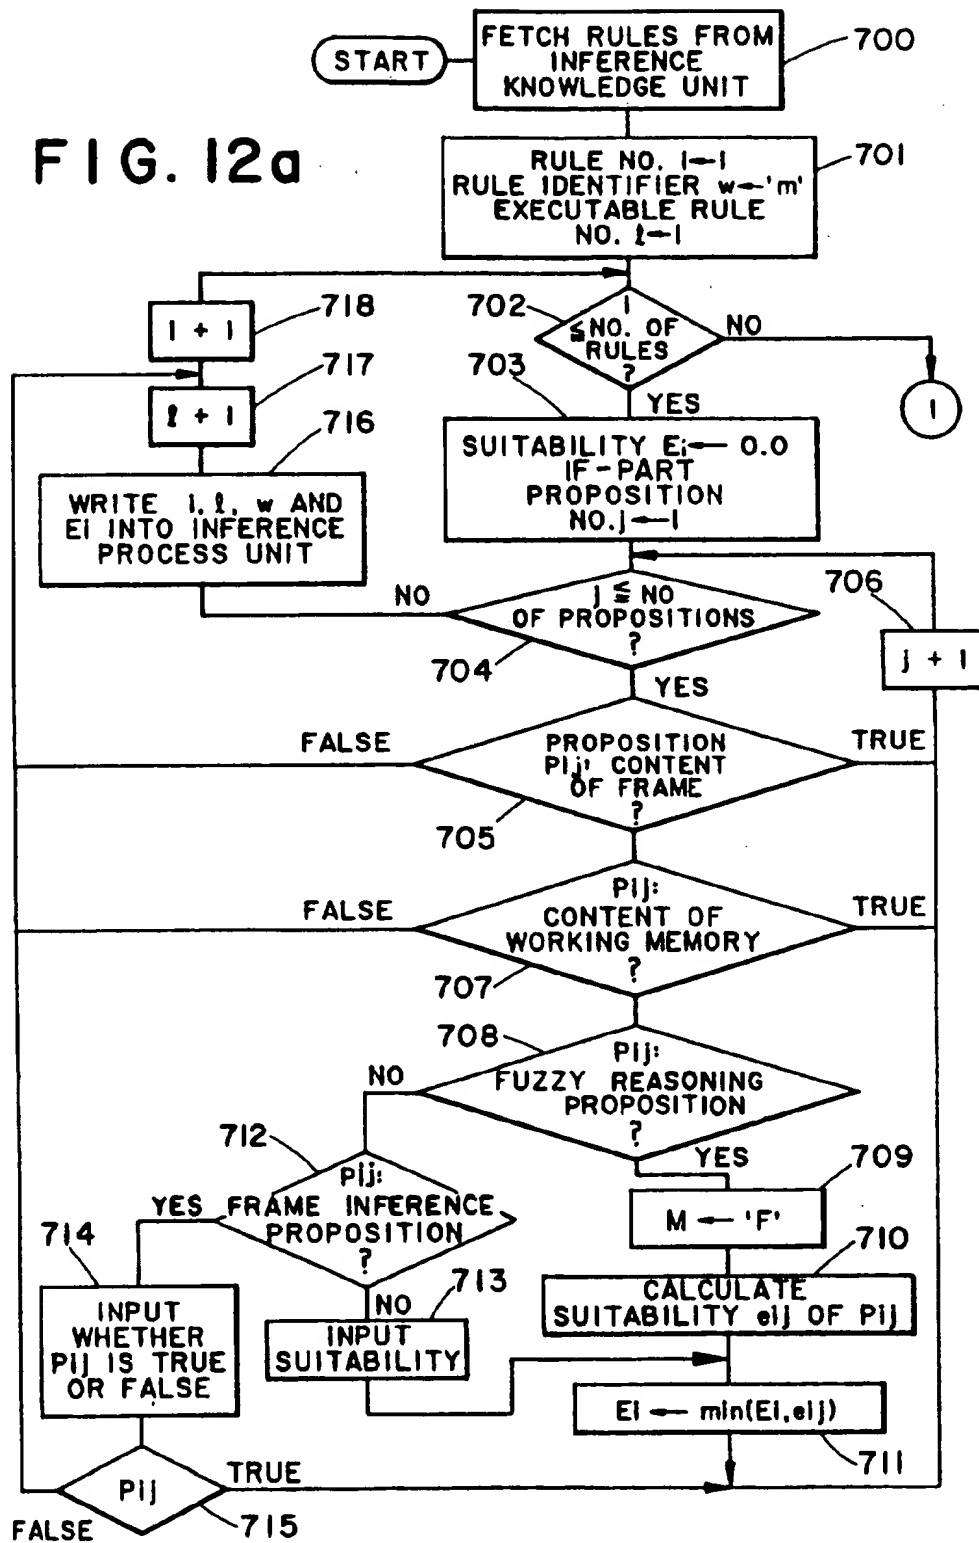 FETCH RULES FROM
INFERENCE
KNOWLEDGE UNIT
700
START
FIG. 12a
RULE NO. i←1
RULE IDENTIFIER w←'m'
EXECUTABLE RULE
NO. ℓ←1
701
718
i + 1
702
i
≦ NO. OF
RULES
?
NO
YES
1
717
ℓ + 1
703
716
SUITABILITY Ei← 0.0
IF-PART
PROPOSITION
NO. j←1
WRITE i, ℓ, w AND
Ei INTO INFERENCE
PROCESS UNIT
706
j + 1
NO
j ≦ NO
OF PROPOSITIONS
?
704
YES
FALSE
PROPOSITION
Pij' CONTENT
OF FRAME
?
TRUE
705
FALSE
Pij:
CONTENT OF
WORKING MEMORY
?
TRUE
707
708
NO
Pij:
FUZZY REASONING
PROPOSITION
?
YES
712
709
Pij:
YES FRAME INFERENCE
PROPOSITION
?
NO
M ← 'F'
714
713
710
CALCULATE
SUITABILITY eij OF Pij
INPUT
WHETHER
Pij IS TRUE
OR FALSE
INPUT
SUITABILITY
Ei ← min(Ei,eij)
711
Pij
TRUE
715
FALSE